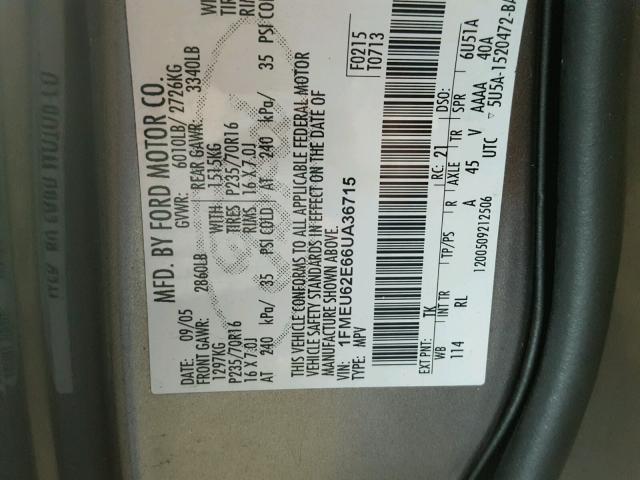 MFD. BY FORD MOTOR CO.
DATE: 09/05 GVWR: 6010LB/ 2726KG
FRONT GAWR: 2860LB REAR GAWR: 3340LB
1297KG WITH 1515KG WITH
P235/70R16 TIRES P235/70R16 TIRE
16 X 7.0J RIMS 16 X 7.0J RIM
AT 240 kPa/ 35 PSI COLD AT 240 kPa/ 35 PSI CO
THIS VEHICLE CONFORMS TO ALL APPLICABLE FEDERAL MOTOR
VEHICLE SAFETY STANDARDS IN EFFECT ON THE DATE OF
MANUFACTURE SHOWN ABOVE.
1FMEU62E66UA36715
TYPE: MPV
F0215
T0713
EXT PNT: TK RC: 21 DSO:
WB INT TR TP/PS R AXLE TR SPR 6U51A
114 RL A R 45 V AAAA 40A
1200509212506 UTC 5U5A-1520472-BA